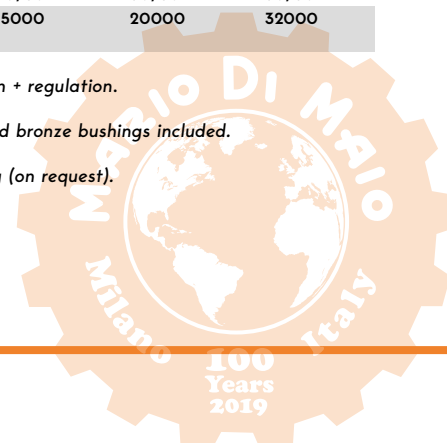 5000 20000 32000
n + regulation.
d bronze bushings included.
(on request).
MARIO DI MAIO
Milano Italy
100
Years
2019